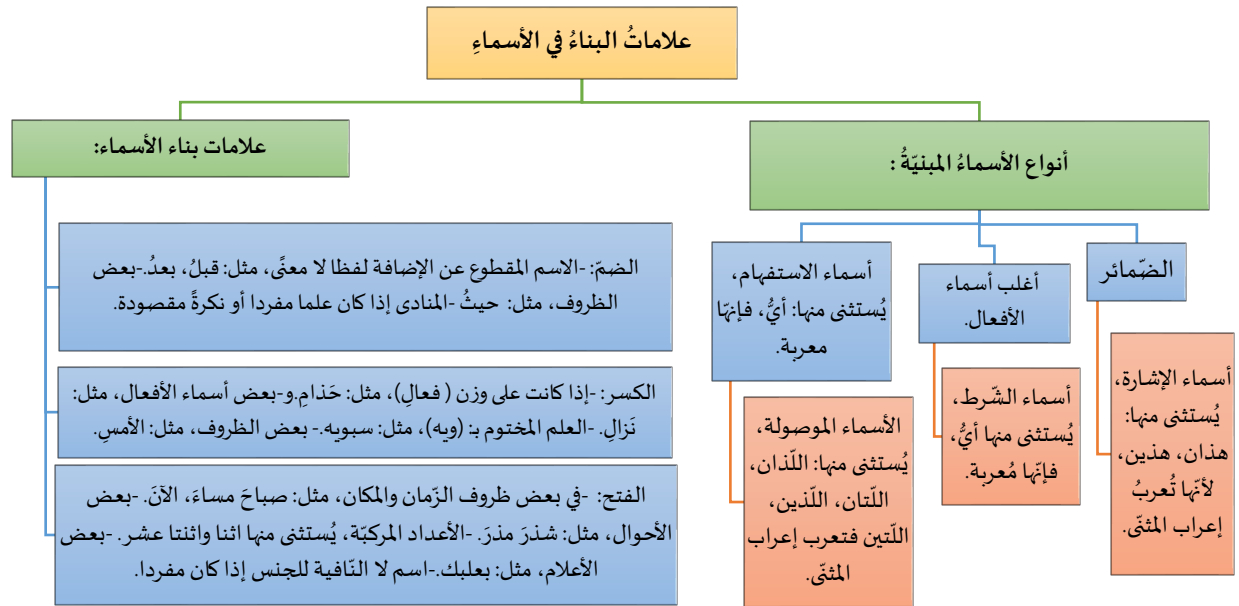 علاماتُ البناءُ في الأسماءِ
أنواع الأسماءُ المبنيّةُ :
الضّمائر
أسماء الإشارة،
يُستثنى منها:
هذان، هذين،
لأنّها تُعربُ
إعراب المثنّى.
أغلب أسماء
الأفعال.
أسماء الشّرط،
يُستثنى منها أيُّ،
فإنّها مُعربة.
أسماء الاستفهام،
يُستثنى منها: أيُّ، فإنهّا
معربة.
الأسماء الموصولة،
يُستثنى منها: اللّذان،
اللّتان، اللّذين،
اللّتين فتعرب إعراب
المثنّى.
علامات بناء الأسماء:
الضمّ: -الاسم المقطوع عن الإضافة لفظا لا معنًى، مثل: قبلُ، بعدُ.-بعض
الظروف، مثل: حيثُ -المنادى إذا كان علما مفردا أو نكرةً مقصودة.
الكسر: -إذا كانت على وزن ( فعالِ)، مثل: حَذامِ.و-بعض أسماء الأفعال، مثل:
نَزالِ. -العلم المختوم بـ: (ويه)، مثل: سبويه.- بعض الظروف، مثل: الأمسِ.
الفتح: -في بعض ظروف الزّمان والمكان، مثل: صباحَ مساءَ، الآنَ. -بعض
الأحوال، مثل: شذرَ مذرَ. -الأعداد المركبّة، يُستثنى منها اثنا واثنتا عشر. -بعض
الأعلام، مثل: بعلبك.-اسم لا النّافية للجنس إذا كان مفردا.